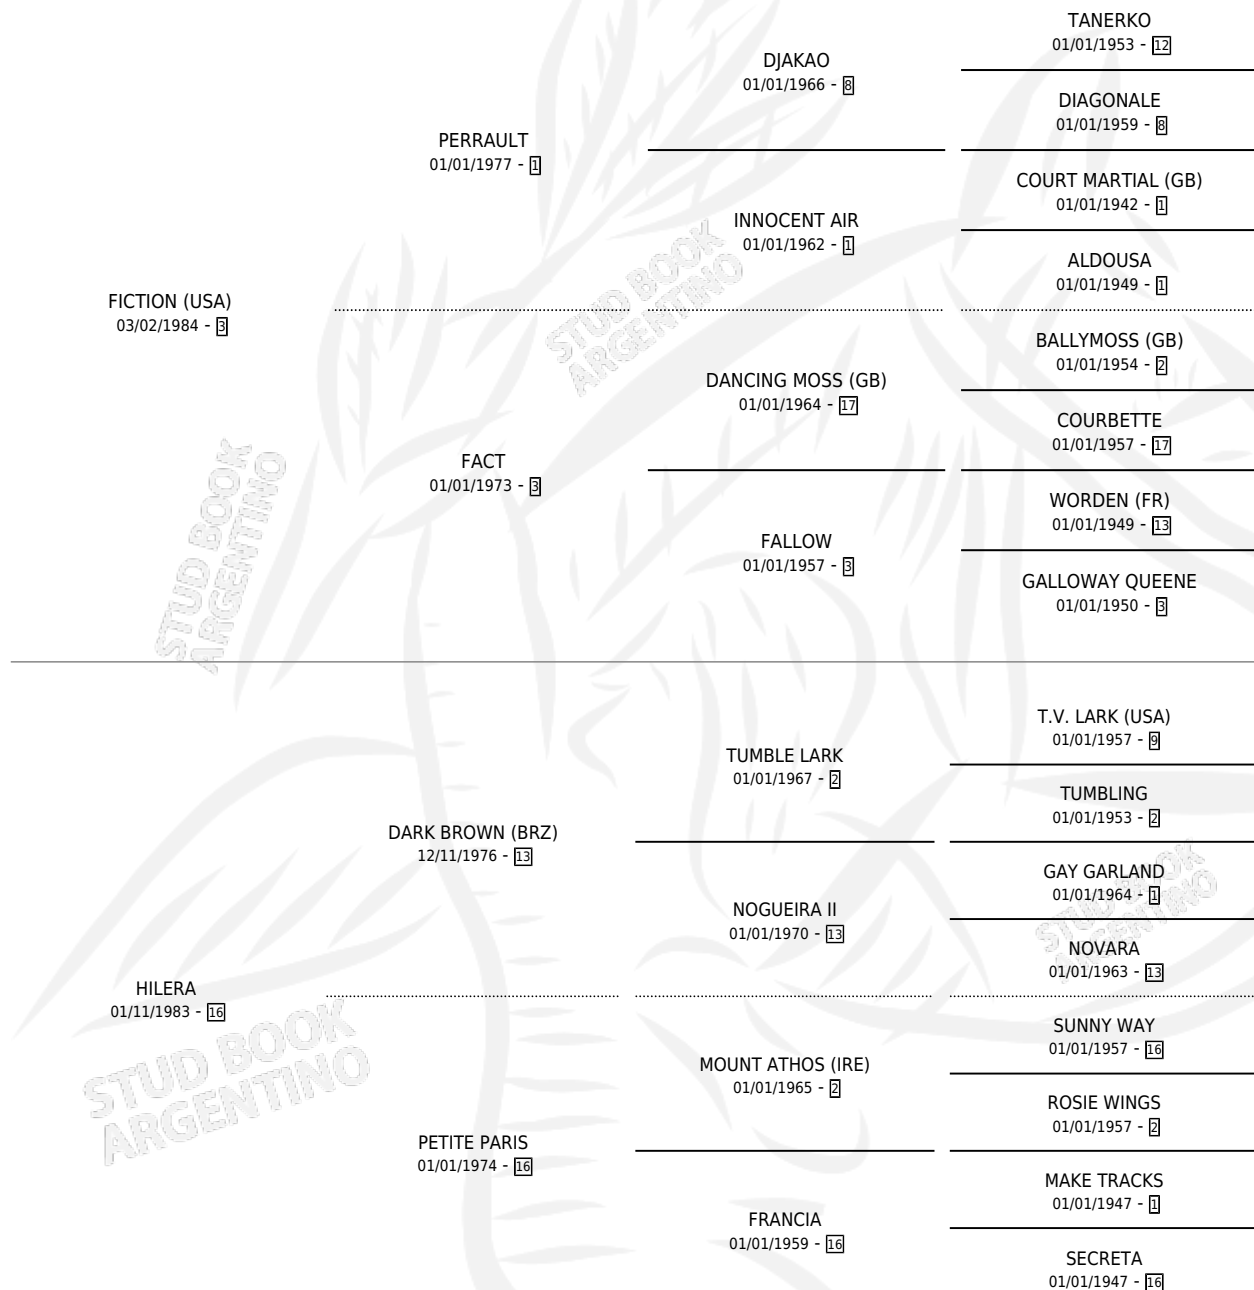 TANERKO
01/01/1953 - 12
DJAKAO
01/01/1966 - 8
DIAGONALE
01/01/1959 - 8
PERRAULT
01/01/1977 - 1
COURT MARTIAL (GB)
01/01/1942 - 1
INNOCENT AIR
01/01/1962 - 1
ALDOUSA
01/01/1949 - 1
FICTION (USA)
03/02/1984 - 3
BALLYMOSS (GB)
01/01/1954 - 2
DANCING MOSS (GB)
01/01/1964 - 17
COURBETTE
01/01/1957 - 17
FACT
01/01/1973 - 3
WORDEN (FR)
01/01/1949 - 13
FALLOW
01/01/1957 - 3
GALLOWAY QUEENE
01/01/1950 - 3
T.V. LARK (USA)
01/01/1957 - 9
TUMBLE LARK
01/01/1967 - 2
TUMBLING
01/01/1953 - 2
DARK BROWN (BRZ)
12/11/1976 - 13
GAY GARLAND
01/01/1964 - 1
NOGUEIRA II
01/01/1970 - 13
NOVARA
01/01/1963 - 13
HILERA
01/11/1983 - 16
SUNNY WAY
01/01/1957 - 16
MOUNT ATHOS (IRE)
01/01/1965 - 2
ROSIE WINGS
01/01/1957 - 2
PETITE PARIS
01/01/1974 - 16
MAKE TRACKS
01/01/1947 - 1
FRANCIA
01/01/1959 - 16
SECRETA
01/01/1947 - 16
STUD BOOK
ARGENTINO
STUD BOOK
ARGENTINO
STUD BOOK
ARGENTINO
STUD BOOK
ARGENTINO